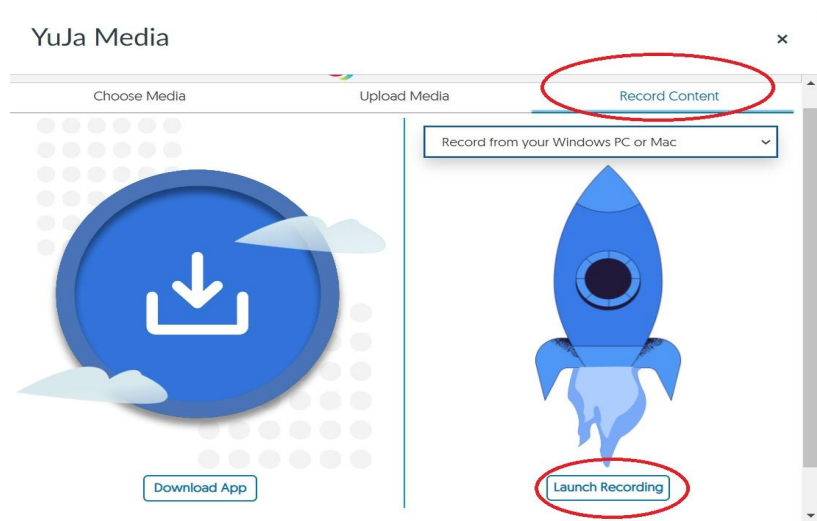 YuJa Media
×
Choose Media
Upload Media
Record Content
Record from your Windows PC or Mac
Download App
Launch Recording